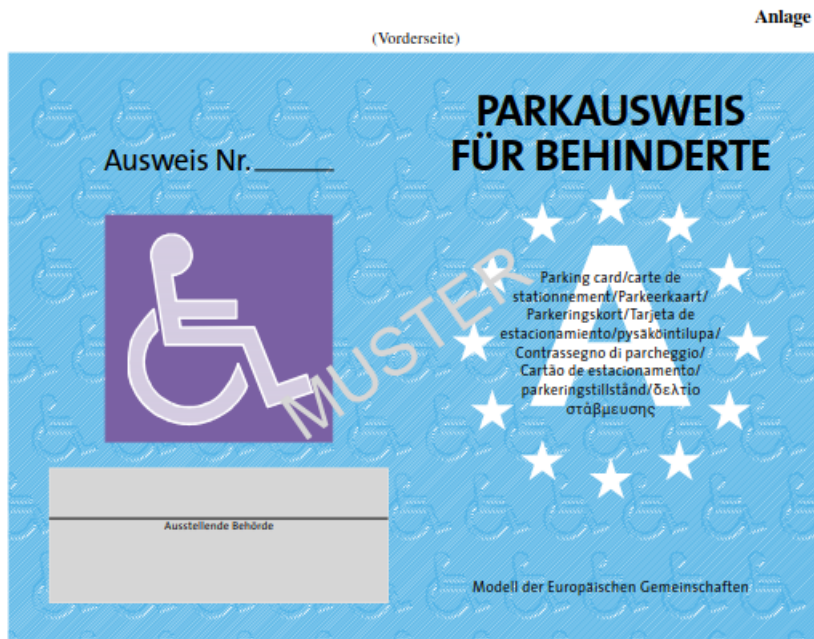 Anlage
(Vorderseite)
Ausweis Nr.
MUSTER
Ausstellende Behörde
PARKAUSWEIS
FÜR BEHINDERTE
A
Parking card/carte de
stationnement/Parkeerkaart/
Parkeringskort/Tarjeta de
estacionamiento/pysäköintilupa/
Contrassegno di parcheggio/
Cartão de estacionamento/
parkeringstillstånd/δελτίο
στάβμευσης
Modell der Europäischen Gemeinschaften